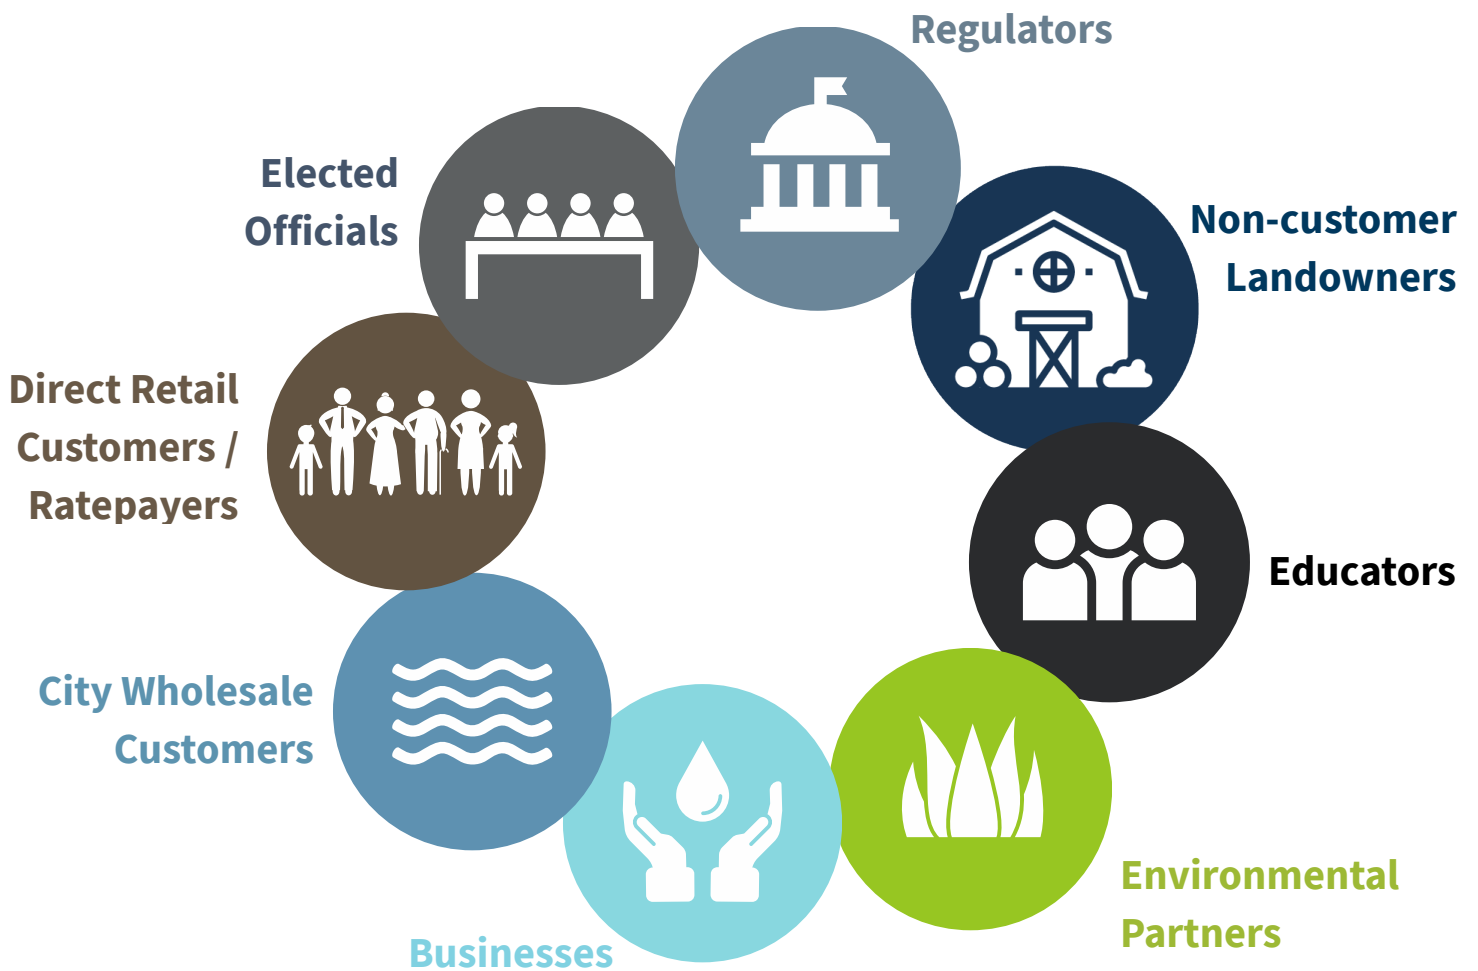 Regulators
Elected
Officials
Non-customer
Landowners
Direct Retail
Customers /
Ratepayers
Educators
City Wholesale
Customers
Environmental
Partners
Businesses